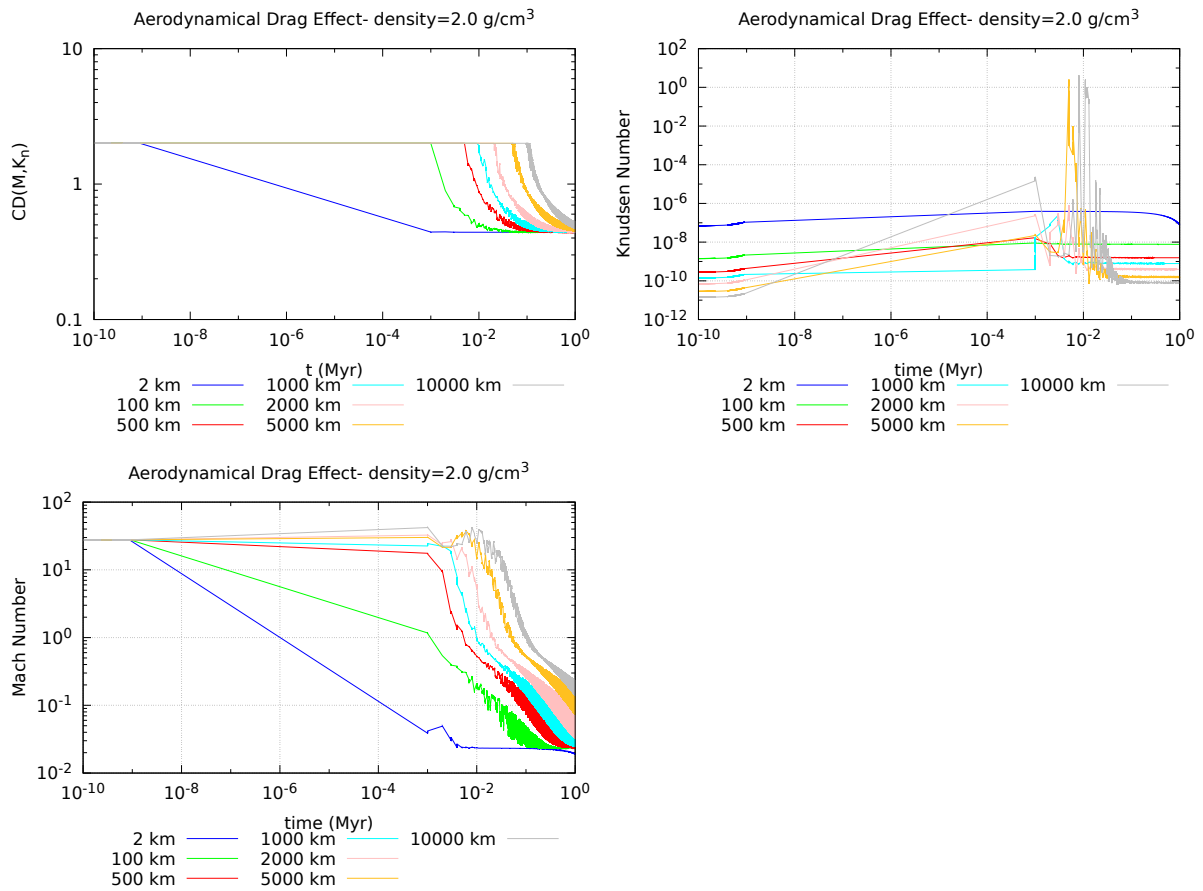 Aerodynamical Drag Effect- density=2.0 g/cm³
CD(M,Kₙ)
10
1
0.1
10⁻¹⁰ 10⁻⁸ 10⁻⁶ 10⁻⁴ 10⁻² 10⁰
t (Myr)
2 km 1000 km 10000 km
100 km 2000 km
500 km 5000 km
Aerodynamical Drag Effect- density=2.0 g/cm³
Knudsen Number
10²
10⁰
10⁻²
10⁻⁴
10⁻⁶
10⁻⁸
10⁻¹⁰
10⁻¹²
10⁻¹⁰ 10⁻⁸ 10⁻⁶ 10⁻⁴ 10⁻² 10⁰
time (Myr)
2 km 1000 km 10000 km
100 km 2000 km
500 km 5000 km
Aerodynamical Drag Effect- density=2.0 g/cm³
Mach Number
10²
10¹
10⁰
10⁻¹
10⁻²
10⁻¹⁰ 10⁻⁸ 10⁻⁶ 10⁻⁴ 10⁻² 10⁰
time (Myr)
2 km 1000 km 10000 km
100 km 2000 km
500 km 5000 km